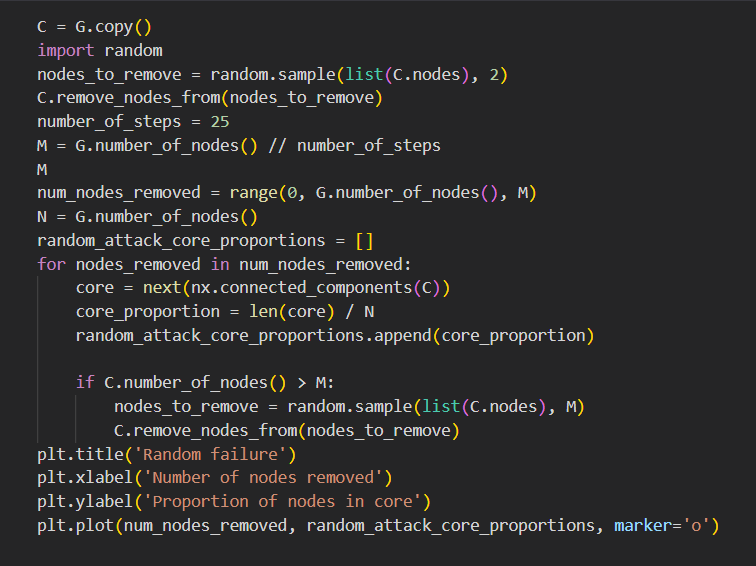 C = G.copy()
import random
nodes_to_remove = random.sample(list(C.nodes), 2)
C.remove_nodes_from(nodes_to_remove)
number_of_steps = 25
M = G.number_of_nodes() // number_of_steps
M
num_nodes_removed = range(0, G.number_of_nodes(), M)
N = G.number_of_nodes()
random_attack_core_proportions = []
for nodes_removed in num_nodes_removed:
    core = next(nx.connected_components(C))
    core_proportion = len(core) / N
    random_attack_core_proportions.append(core_proportion)

    if C.number_of_nodes() > M:
        nodes_to_remove = random.sample(list(C.nodes), M)
        C.remove_nodes_from(nodes_to_remove)
plt.title('Random failure')
plt.xlabel('Number of nodes removed')
plt.ylabel('Proportion of nodes in core')
plt.plot(num_nodes_removed, random_attack_core_proportions, marker='o')